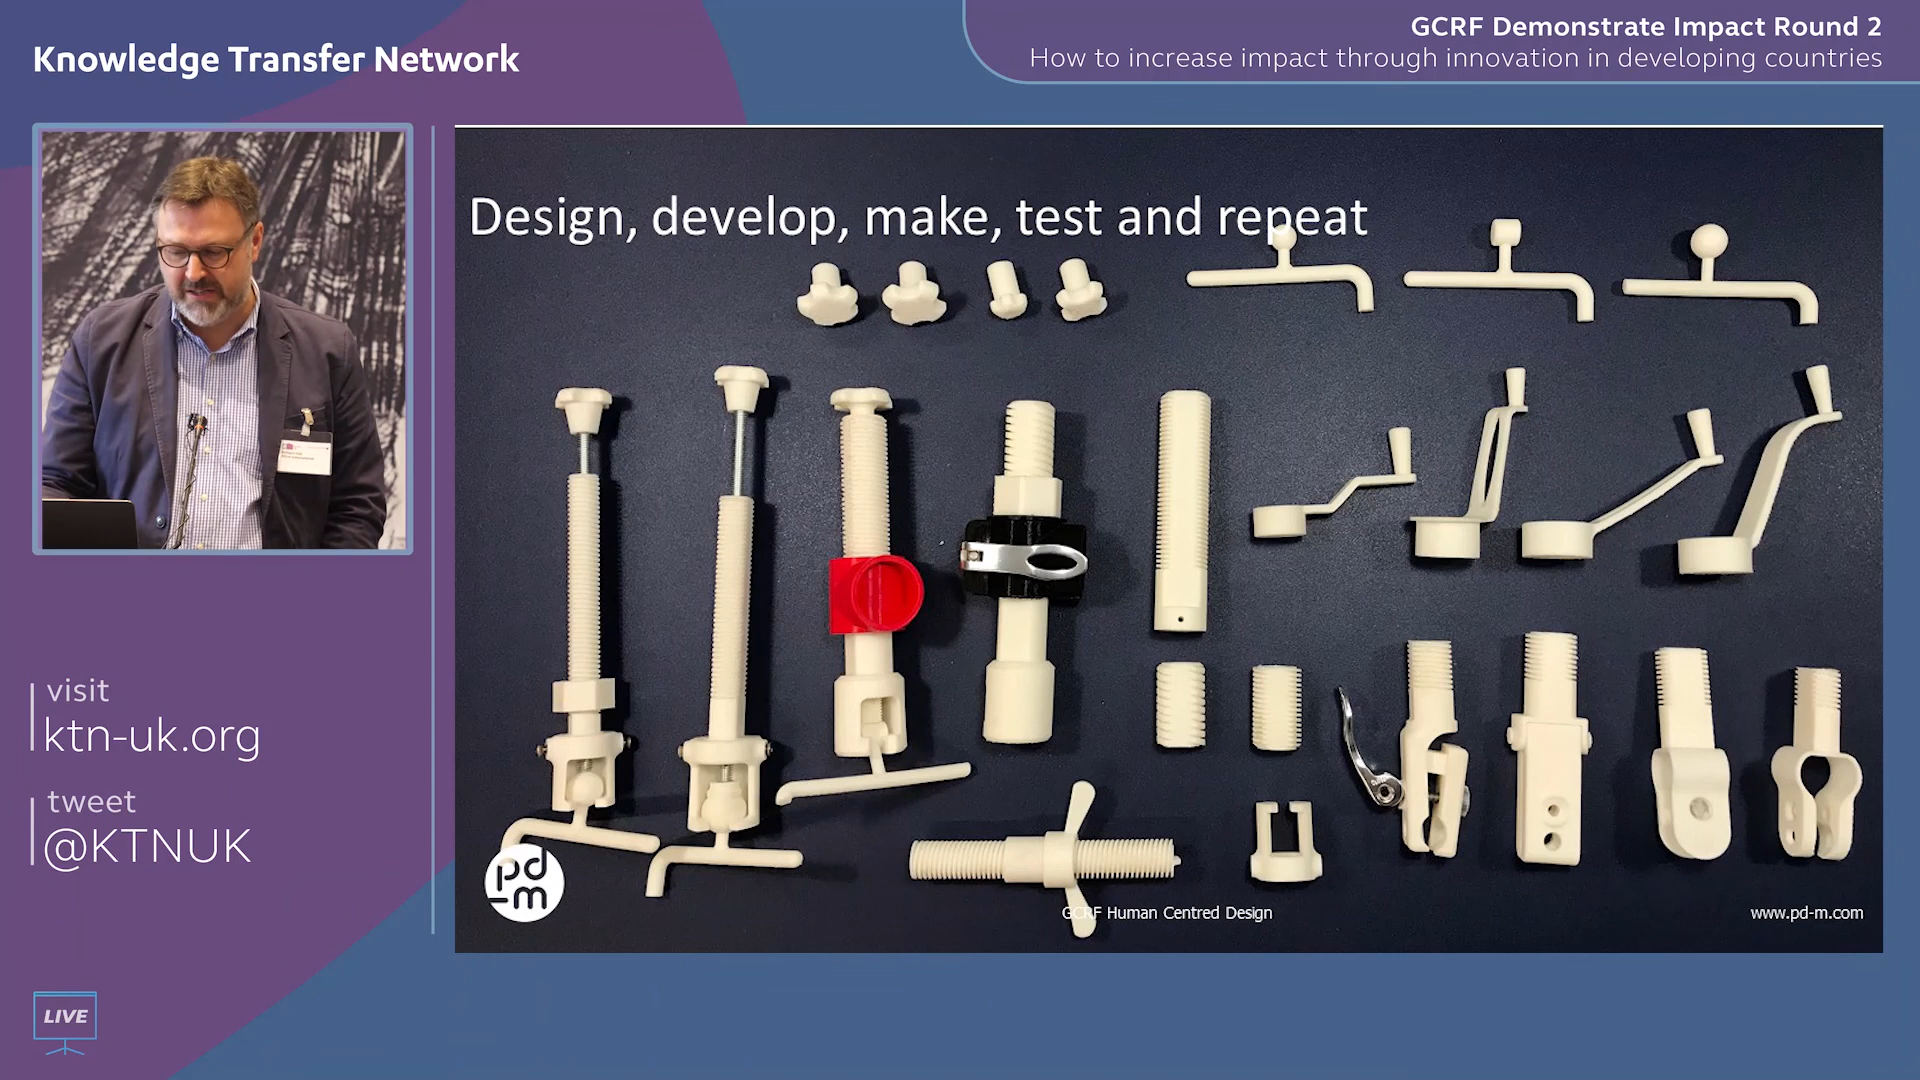 Knowledge Transfer Network
GCRF Demonstrate Impact Round 2
How to increase impact through innovation in developing countries
Design, develop, make, test and repeat
visit
ktn-uk.org
tweet
@KTNUK
pd
-m
GCRF Human Centred Design
www.pd-m.com
LIVE